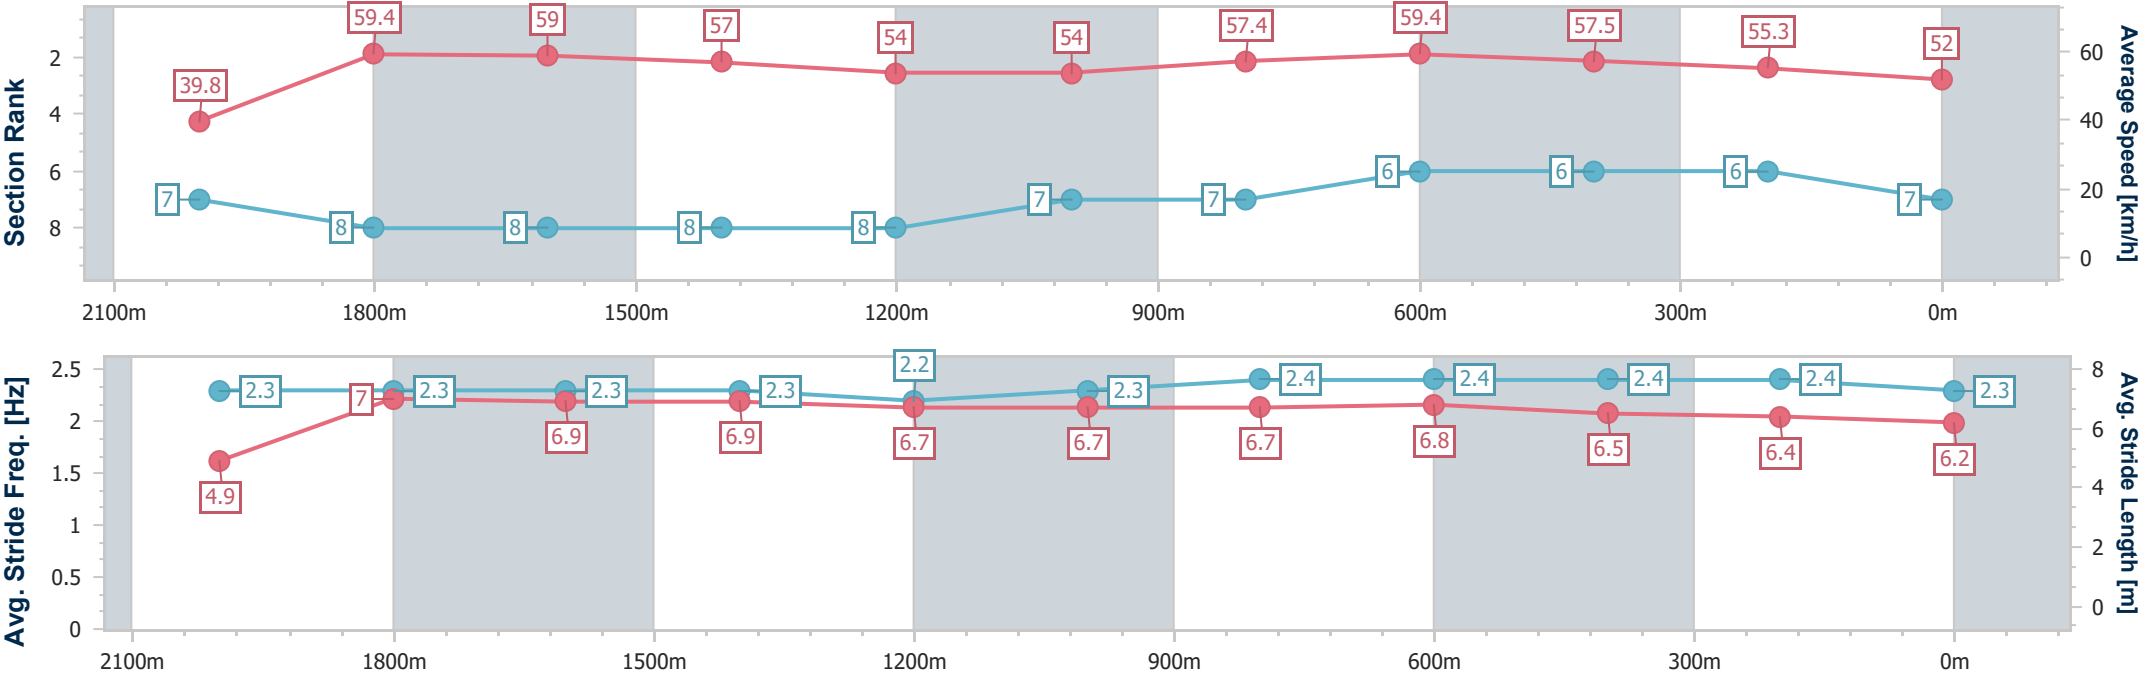 59.4 59 57 54 54 57.4 59.4 57.5 55.3 52
39.8
Section Rank
2
4
6
8
7 8 8 8 8 7 7 6 6 6 7
60
40
20
0
Average Speed [km/h]
2100m 1800m 1500m 1200m 900m 600m 300m 0m
Avg. Stride Freq. [Hz]
2.5
2
1.5
1
0.5
0
2.3 2.3 2.3 2.3 2.2 2.3 2.4 2.4 2.4 2.4 2.3
4.9 7 6.9 6.9 6.7 6.7 6.7 6.8 6.5 6.4 6.2
8
6
4
2
0
Avg. Stride Length [m]
2100m 1800m 1500m 1200m 900m 600m 300m 0m